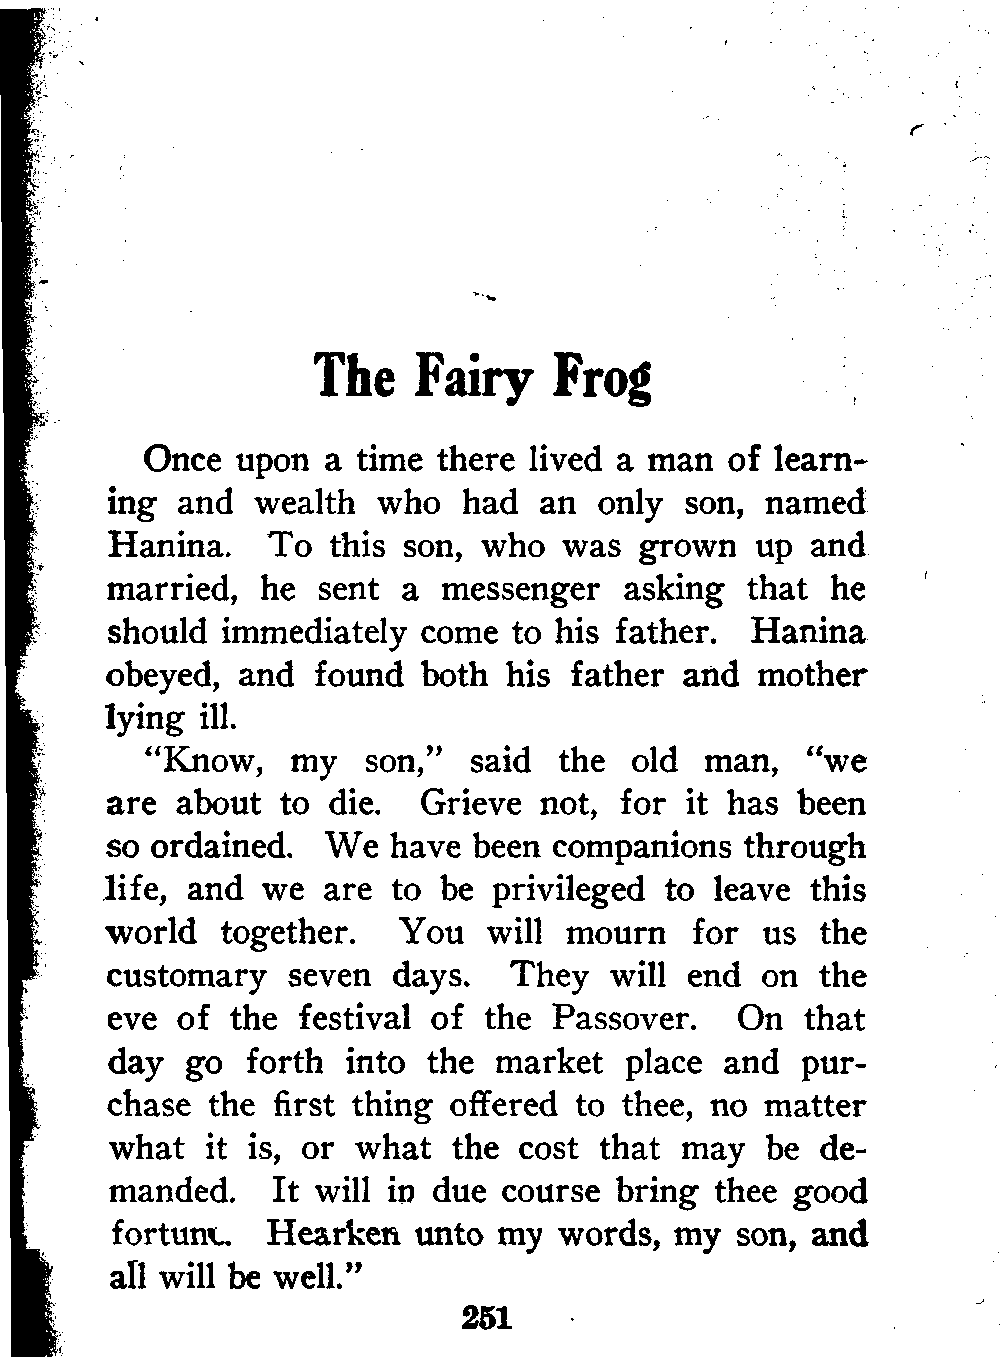 The Fairy Frog
Once upon a time there lived a man of learn-
ing and wealth who had an only son, named
Hanina. To this son, who was grown up and
married, he sent a messenger asking that he
should immediately come to his father. Hanina
obeyed, and found both his father and mother
lying ill.
“Know, my son,” said the old man, “we
are about to die. Grieve not, for it has been
so ordained. We have been companions through
life, and we are to be privileged to leave this
world together. You will mourn for us the
customary seven days. They will end on the
eve of the festival of the Passover. On that
day go forth into the market place and pur-
chase the first thing offered to thee, no matter
what it is, or what the cost that may be de-
manded. It will in due course bring thee good
fortune. Hearken unto my words, my son, and
all will be well.”
251